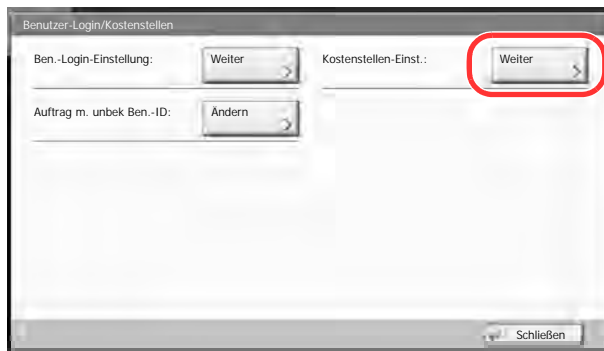 Benutzer-Login/Kostenstellen
Ben.-Login-Einstellung: Weiter Kostenstellen-Einst.: Weiter
Auftrag m. unbek Ben.-ID: Ändern
Schließen